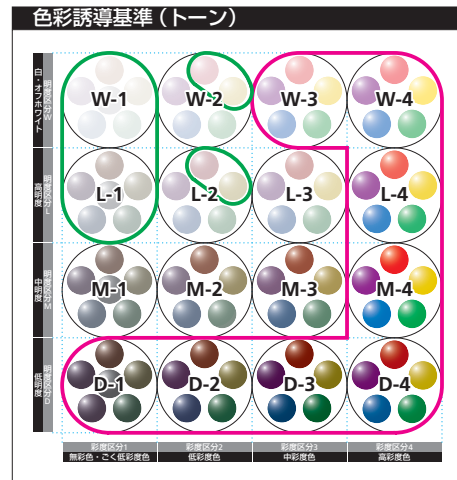 色彩誘導基準（トーン）
白・オフホワイト
明度区分W
W-1 W-2 W-3 W-4
高明度
明度区分L
L-1 L-2 L-3 L-4
中明度
明度区分M
M-1 M-2 M-3 M-4
低明度
明度区分D
D-1 D-2 D-3 D-4
彩度区分1 彩度区分2 彩度区分3 彩度区分4
無彩色・ごく低彩度色 低彩度色 中彩度色 高彩度色